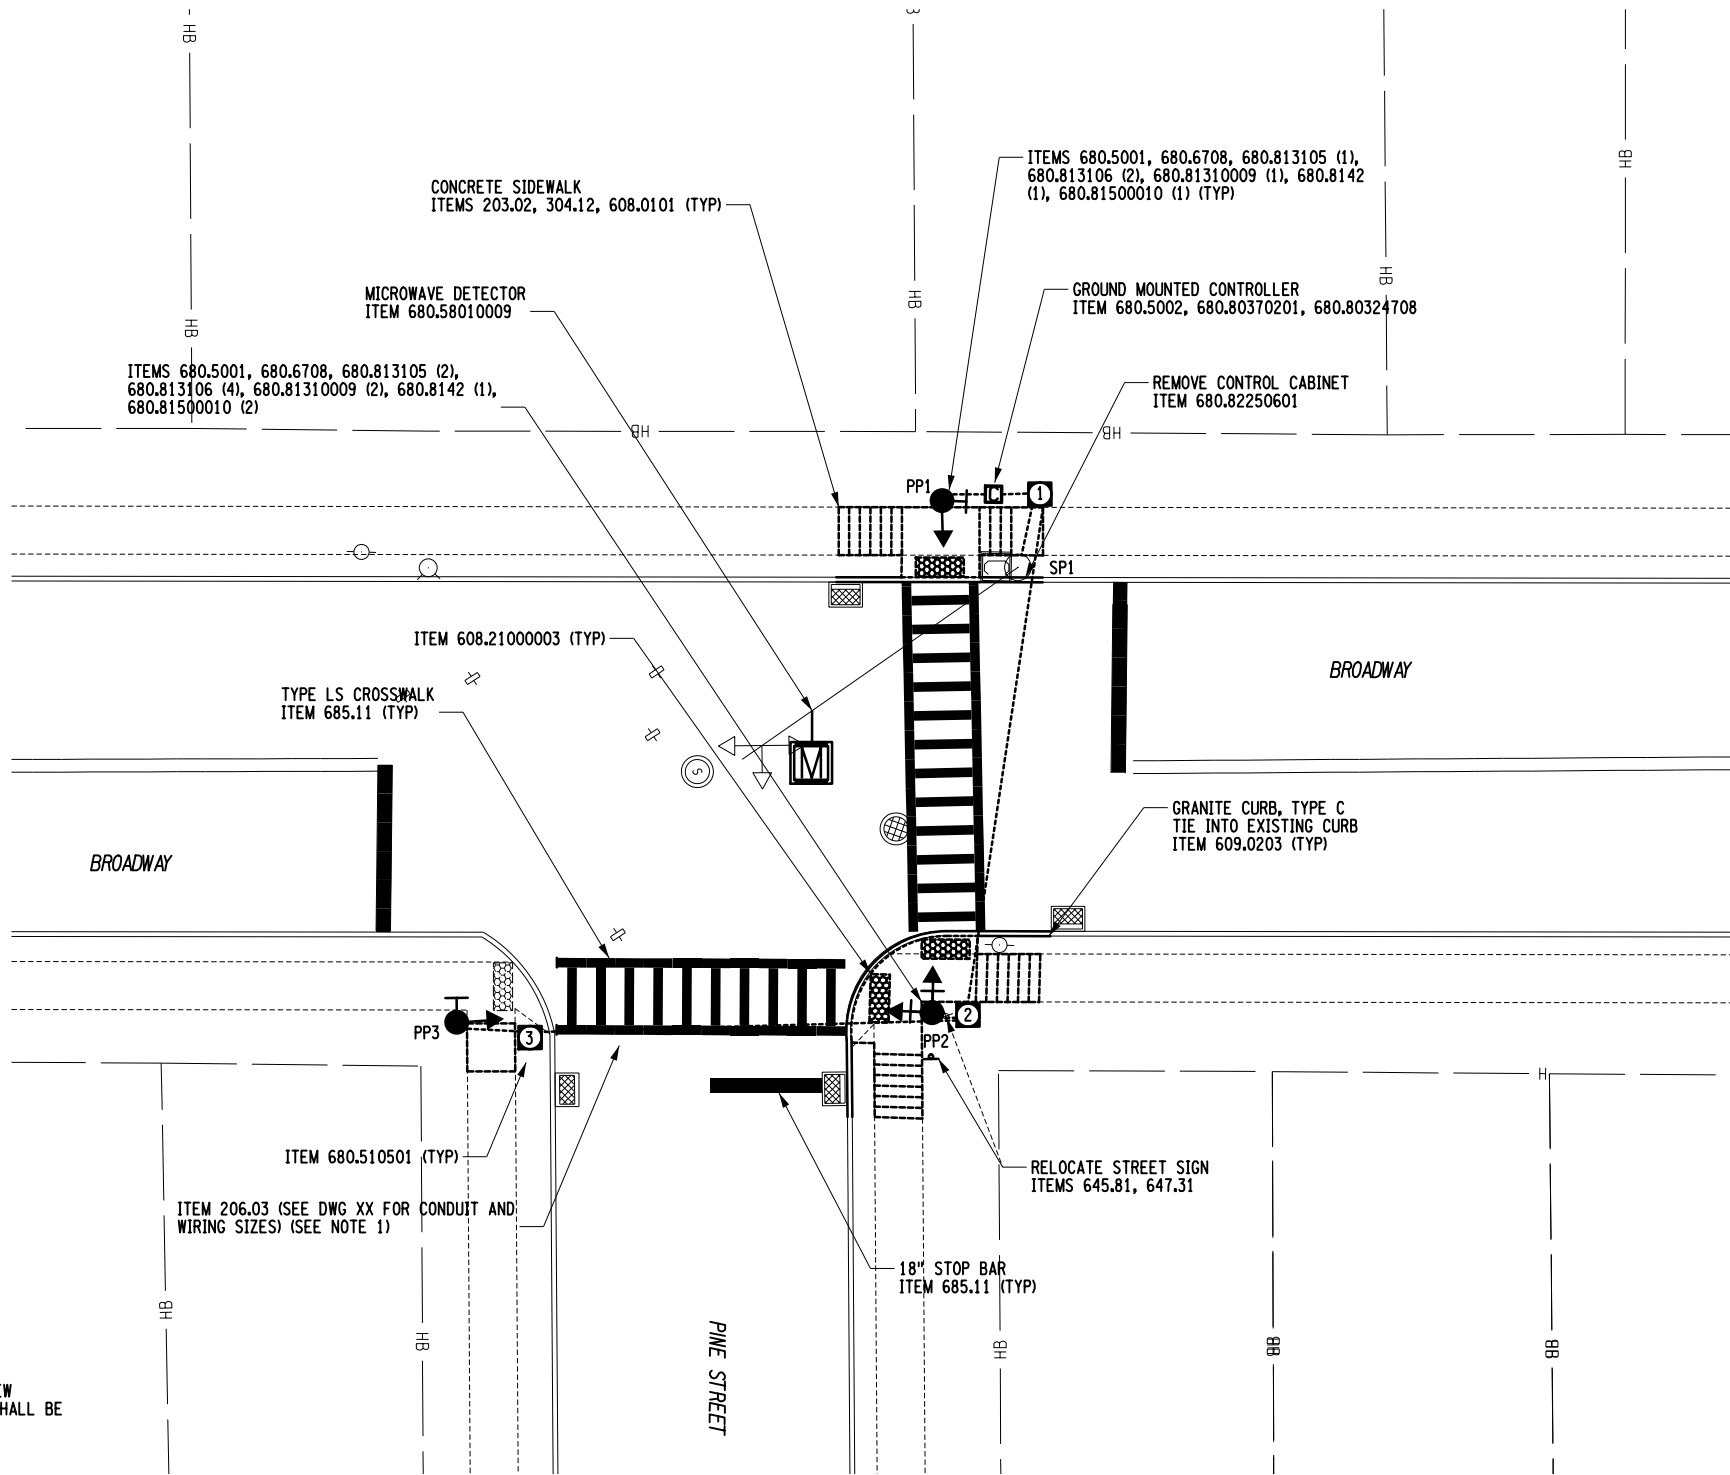 HB
HB
ITEMS 680.5001, 680.6708, 680.813105 (1),
680.813106 (2), 680.81310009 (1), 680.8142
(1), 680.81500010 (1) (TYP)
CONCRETE SIDEWALK
ITEMS 203.02, 304.12, 608.0101 (TYP)
MICROWAVE DETECTOR
ITEM 680.58010009
HB
HB
HB
GROUND MOUNTED CONTROLLER
ITEM 680.5002, 680.80370201, 680.80324708
ITEMS 680.5001, 680.6708, 680.813105 (2),
680.813106 (4), 680.81310009 (2), 680.8142 (1),
680.81500010 (2)
REMOVE CONTROL CABINET
ITEM 680.82250601
HB
HB
PP1
C
1
SP1
ITEM 608.21000003 (TYP)
BROADWAY
TYPE LS CROSSWALK
ITEM 685.11 (TYP)
M
S
GRANITE CURB, TYPE C
TIE INTO EXISTING CURB
ITEM 609.0203 (TYP)
BROADWAY
PP3
3
2
PP2
H
ITEM 680.510501 (TYP)
RELOCATE STREET SIGN
ITEMS 645.81, 647.31
ITEM 206.03 (SEE DWG XX FOR CONDUIT AND
WIRING SIZES) (SEE NOTE 1)
18" STOP BAR
ITEM 685.11 (TYP)
HB
HB
HB
PINE STREET
HALL BE